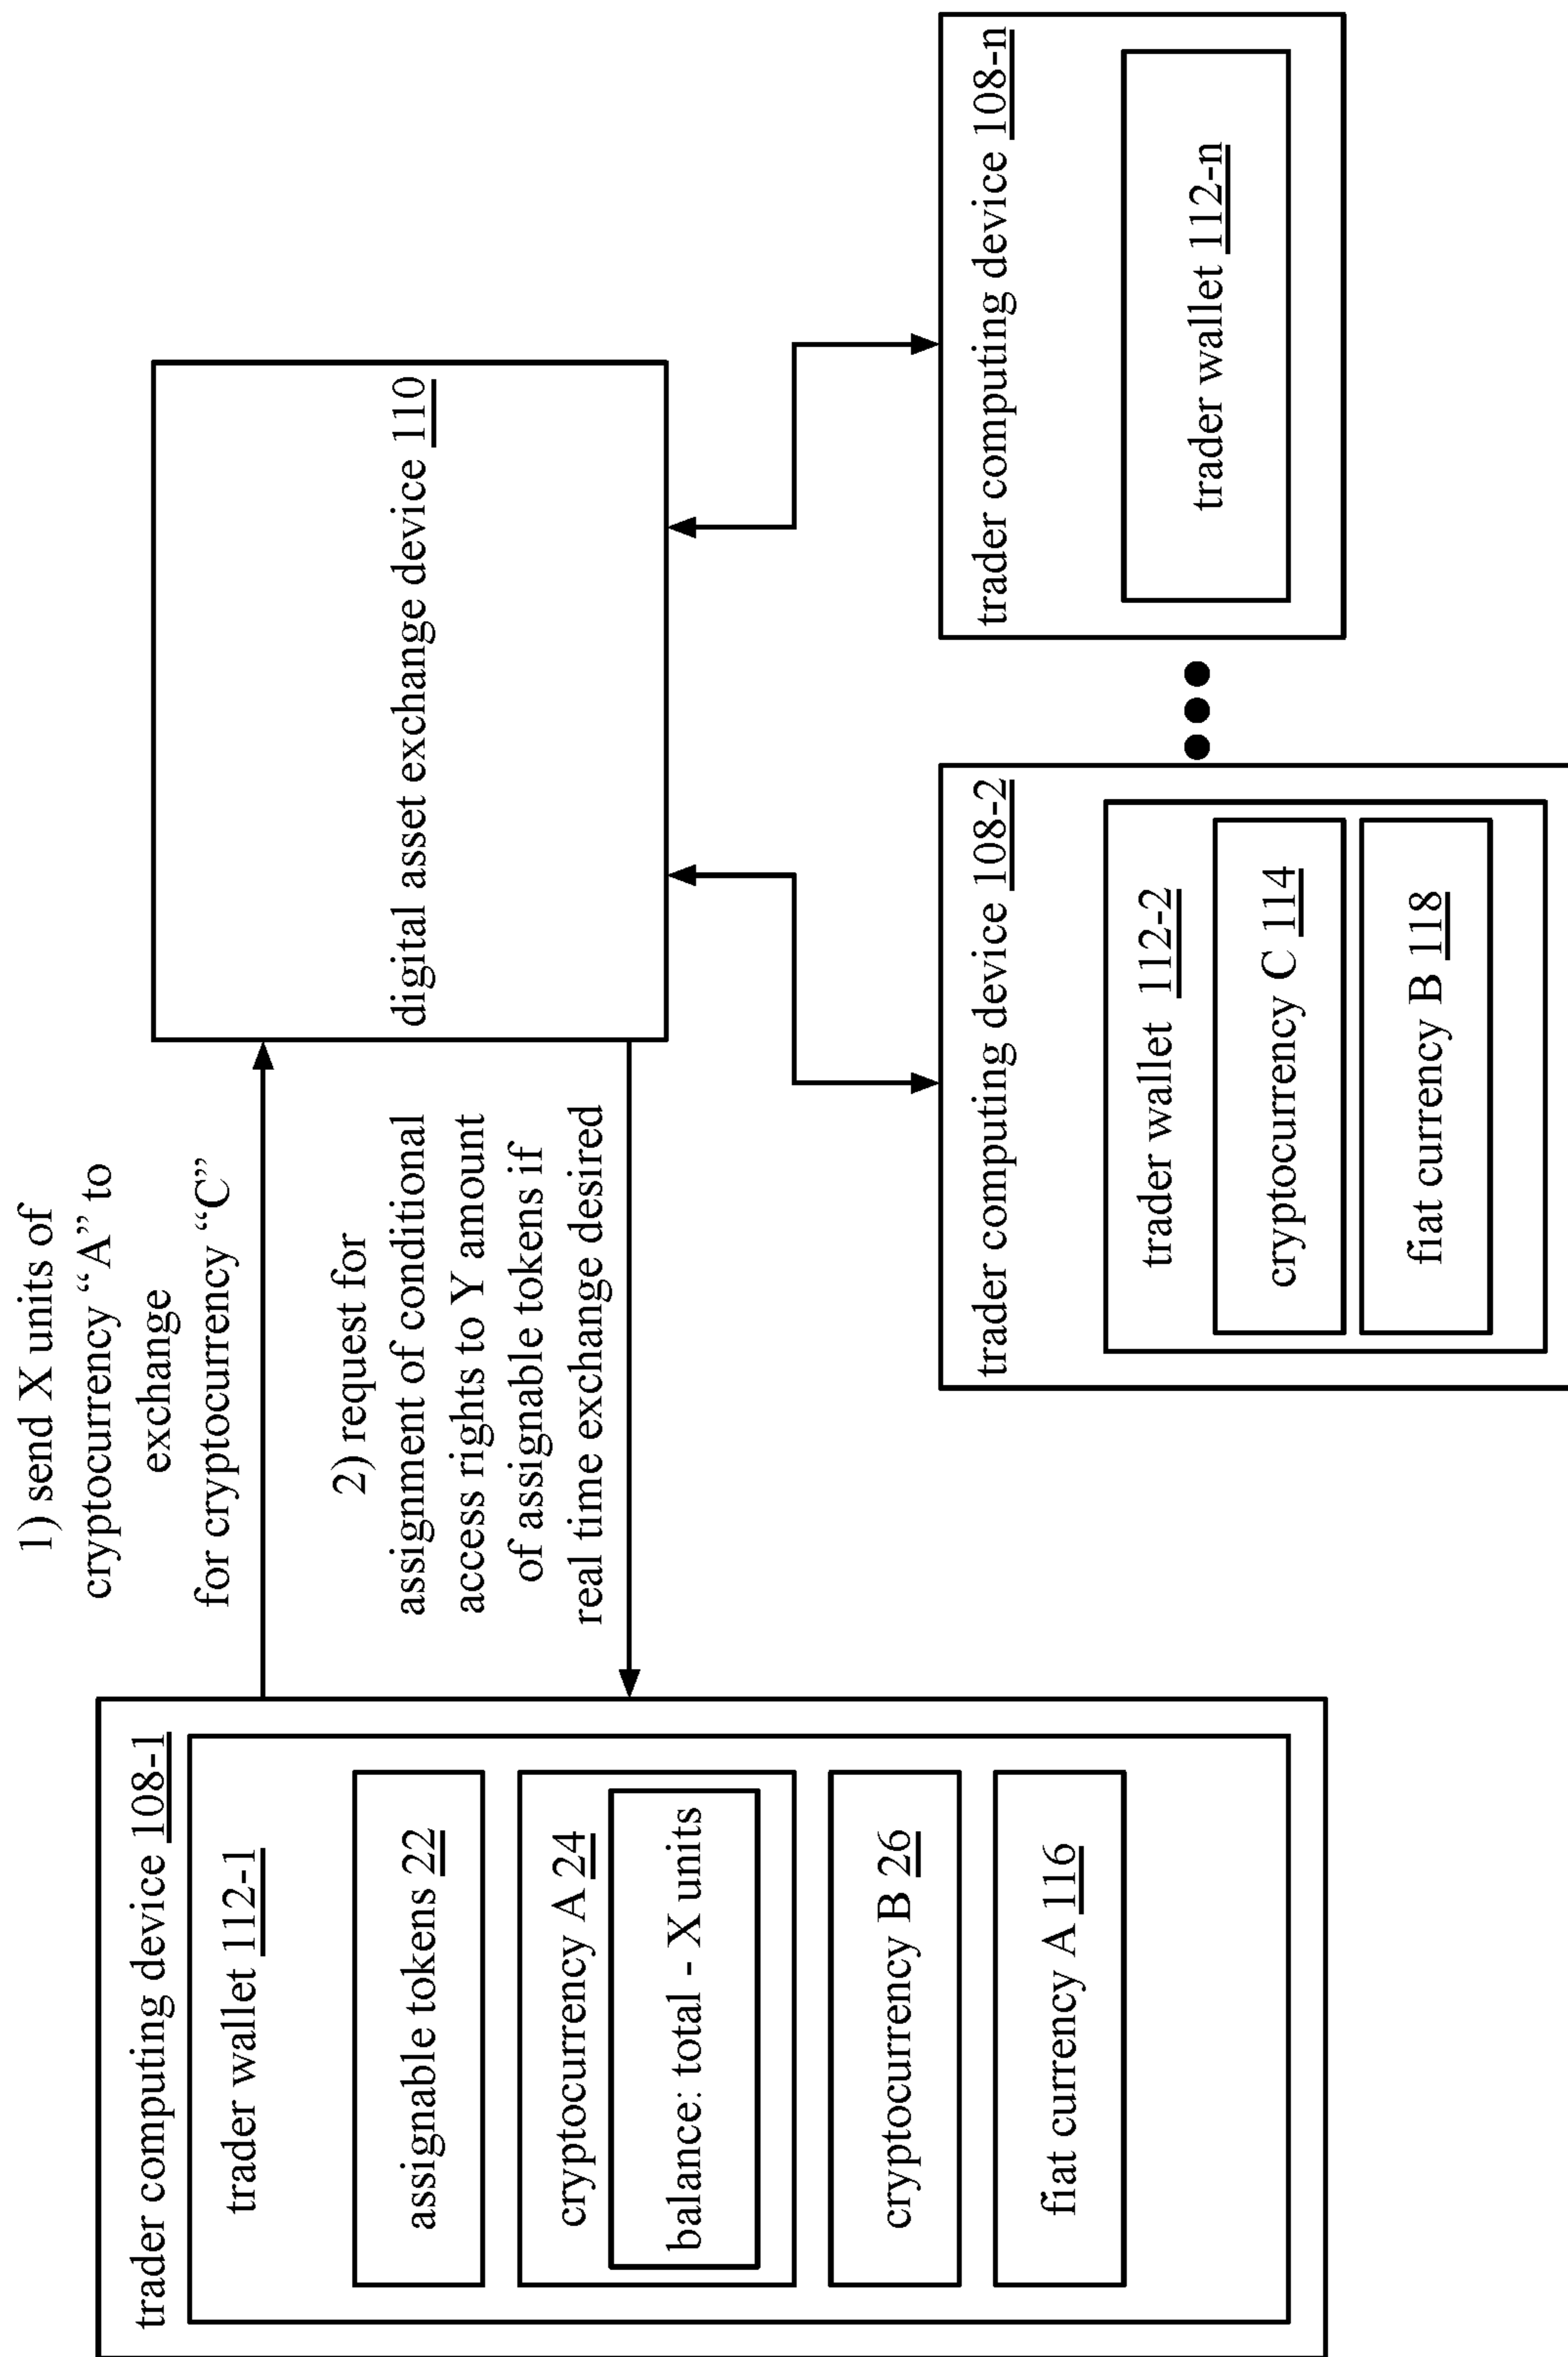 trader computing device 108-1
trader wallet 112-1
assignable tokens 22
cryptocurrency A 24
balance: total - X units
cryptocurrency B 26
fiat currency A 116
1) send X units of
cryptocurrency “A” to
exchange
for cryptocurrency “C”
2) request for
assignment of conditional
access rights to Y amount
of assignable tokens if
real time exchange desired
digital asset exchange device 110
trader computing device 108-2
trader wallet 112-2
cryptocurrency C 114
fiat currency B 118
trader computing device 108-n
trader wallet 112-n